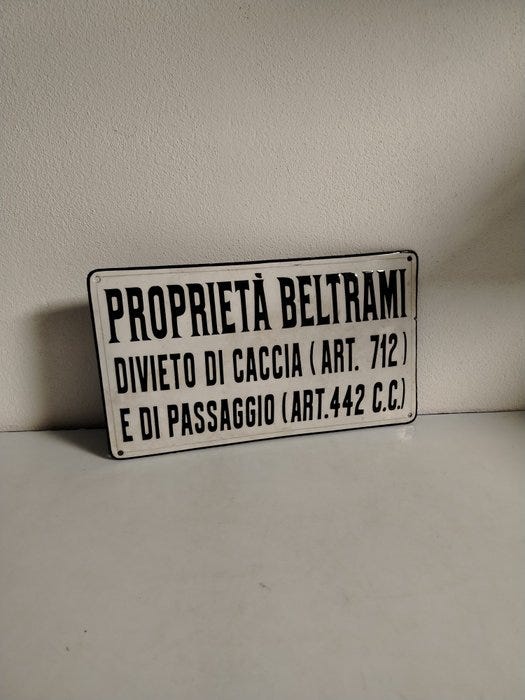 PROPRIETÀ BELTRAMI
DIVIETO DI CACCIA (ART. 712)
E DI PASSAGGIO (ART.442 C.C.)